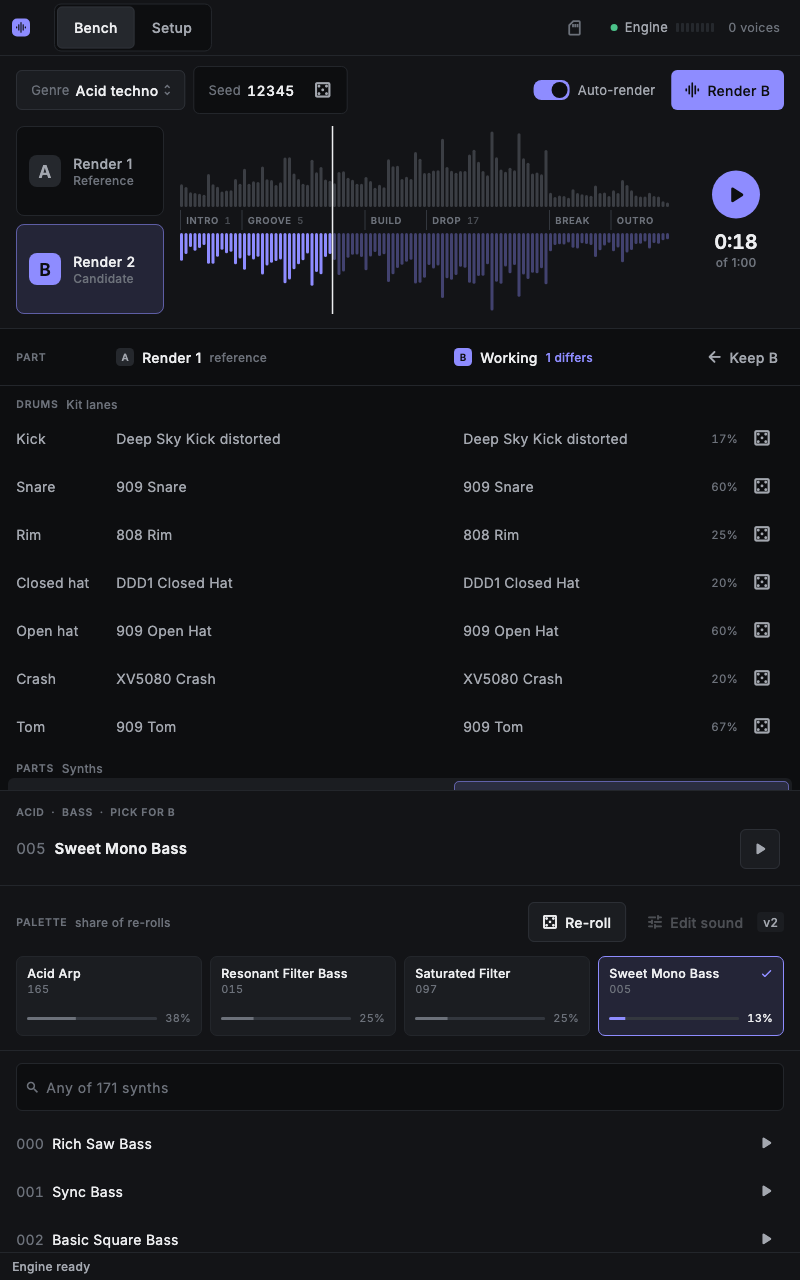 Bench Setup Engine 0 voices
Genre Acid techno Seed 12345 Auto-render Render B
A Render 1
Reference
INTRO 1 GROOVE 5 BUILD DROP 17 BREAK OUTRO
B Render 2
Candidate
0:18
of 1:00
PART A Render 1 reference B Working 1 differs Keep B
DRUMS Kit lanes
Kick Deep Sky Kick distorted Deep Sky Kick distorted 17%
Snare 909 Snare 909 Snare 60%
Rim 808 Rim 808 Rim 25%
Closed hat DDD1 Closed Hat DDD1 Closed Hat 20%
Open hat 909 Open Hat 909 Open Hat 60%
Crash XV5080 Crash XV5080 Crash 20%
Tom 909 Tom 909 Tom 67%
PARTS Synths
ACID · BASS · PICK FOR B
005 Sweet Mono Bass
PALETTE share of re-rolls Re-roll Edit sound v2
Acid Arp Resonant Filter Bass Saturated Filter Sweet Mono Bass
165 015 097 005
38% 25% 25% 13%
Any of 171 synths
000 Rich Saw Bass
001 Sync Bass
002 Basic Square Bass
Engine ready